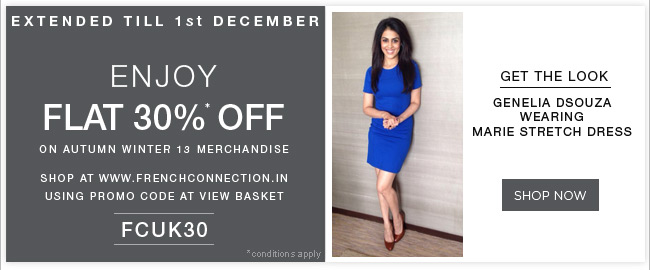 EXTENDED TILL 1st DECEMBER
ENJOY
FLAT 30%* OFF
ON AUTUMN WINTER 13 MERCHANDISE
SHOP AT WWW.FRENCHCONNECTION.IN
USING PROMO CODE AT VIEW BASKET
FCUK30
*conditions apply
GET THE LOOK
GENELIA DSOUZA
WEARING
MARIE STRETCH DRESS
SHOP NOW